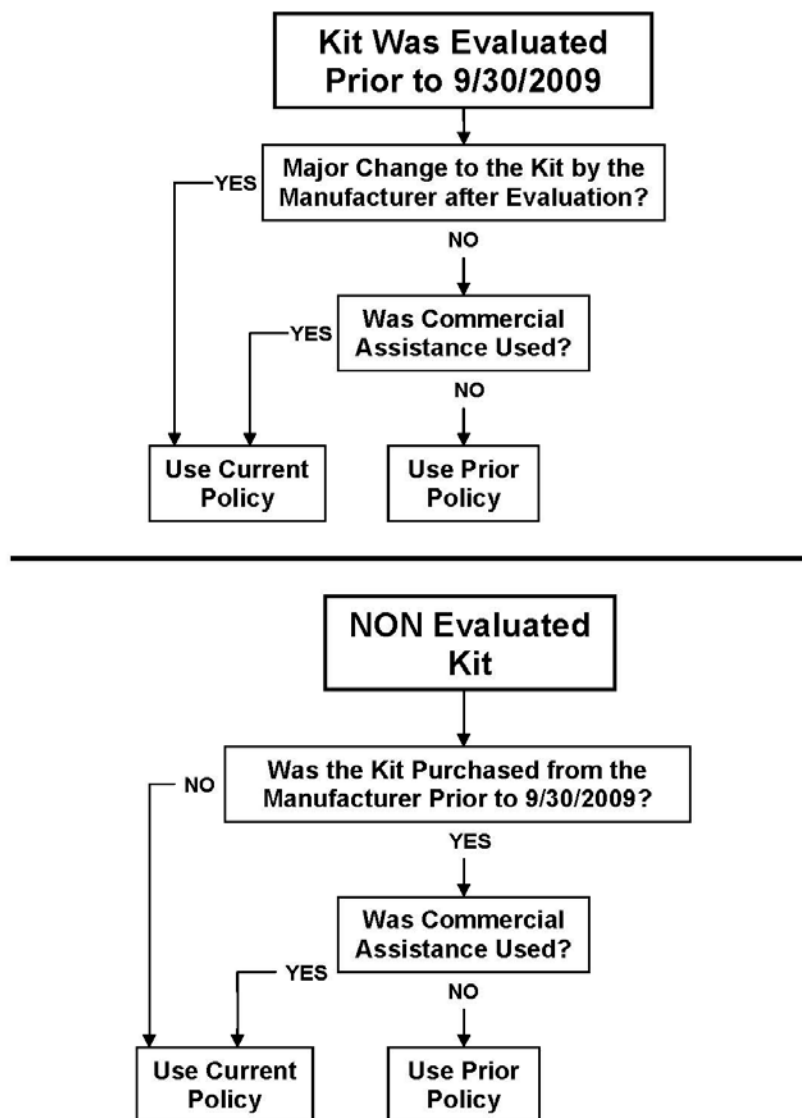 Kit Was Evaluated
Prior to 9/30/2009
Major Change to the Kit by the
Manufacturer after Evaluation?
YES
NO
Was Commercial
Assistance Used?
YES
NO
Use Current
Policy
Use Prior
Policy
NON Evaluated
Kit
Was the Kit Purchased from the
Manufacturer Prior to 9/30/2009?
NO
YES
Was Commercial
Assistance Used?
YES
NO
Use Current
Policy
Use Prior
Policy